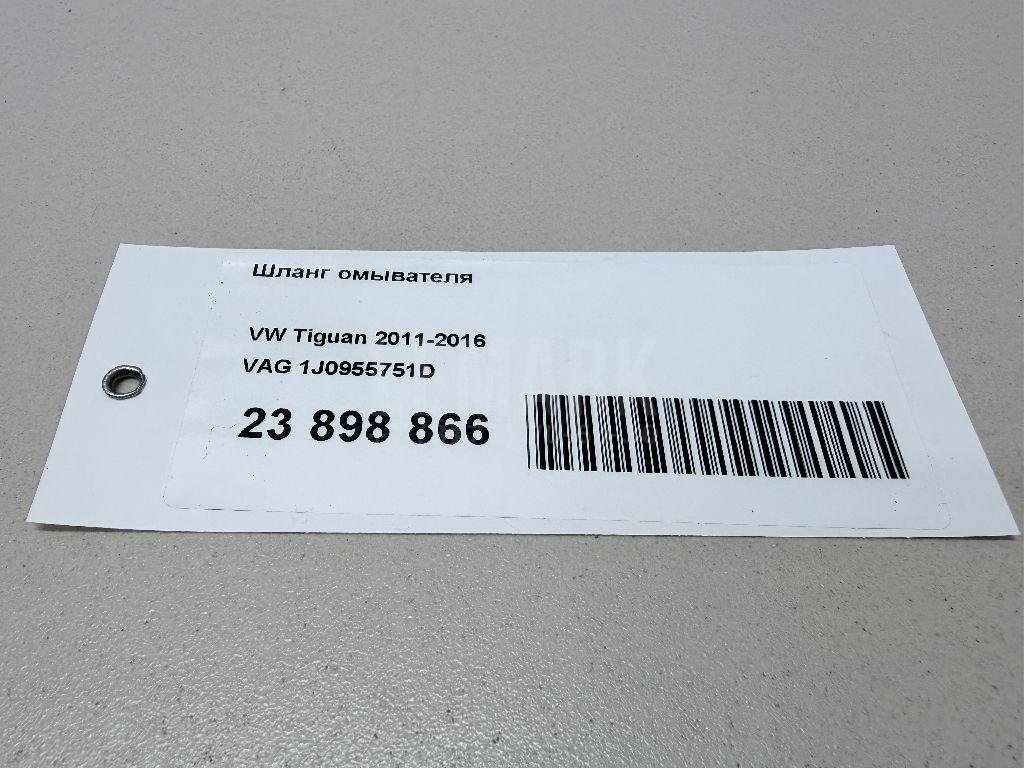 Шланг омывателя
VW Tiguan 2011-2016
VAG 1J0955751D
23 898 866